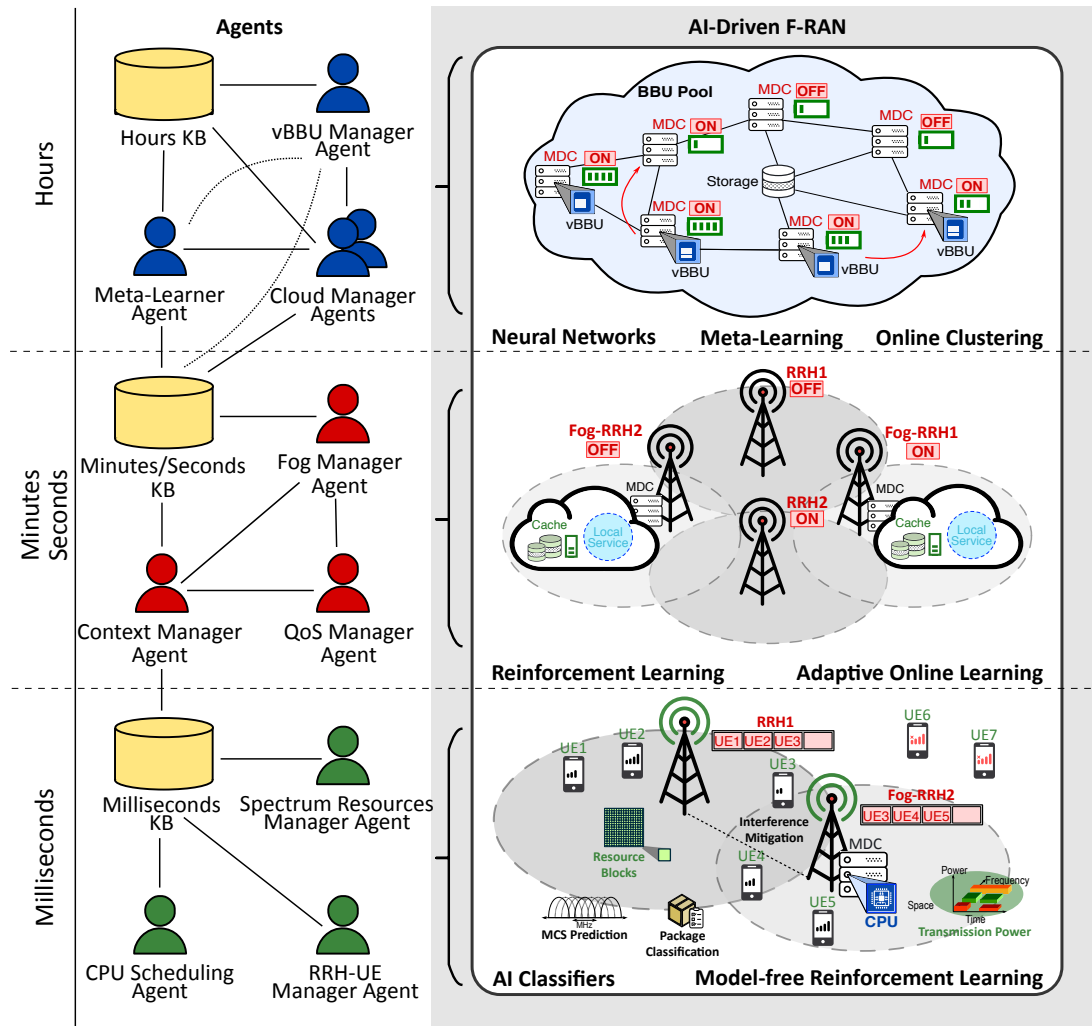 Agents
AI-Driven F-RAN
Hours
Hours KB
vBBU Manager
Agent
Meta-Learner
Agent
Cloud Manager
Agents
BBU Pool
MDC OFF
MDC ON
MDC OFF
MDC ON
Storage
MDC ON
vBBU
MDC ON
vBBU
MDC ON
vBBU
vBBU
Neural Networks
Meta-Learning
Online Clustering
Minutes
Seconds
Minutes/Seconds
KB
Fog Manager
Agent
Context Manager
Agent
QoS Manager
Agent
RRH1
OFF
Fog-RRH2
OFF
Fog-RRH1
ON
MDC
MDC
RRH2
ON
Cache
Local
Service
Cache
Local
Service
Reinforcement Learning
Adaptive Online Learning
Milliseconds
Milliseconds
KB
Spectrum Resources
Manager Agent
CPU Scheduling
Agent
RRH-UE
Manager Agent
UE1
UE2
RRH1
UE1 UE2 UE3
UE6
UE7
UE3
Fog-RRH2
UE3 UE4 UE5
Interference
Mitigation
MDC
Resource
Blocks
UE4
UE5
CPU
Power
Frequency
Space
Time
Transmission Power
MHz
MCS Prediction
Package
Classification
AI Classifiers
Model-free Reinforcement Learning